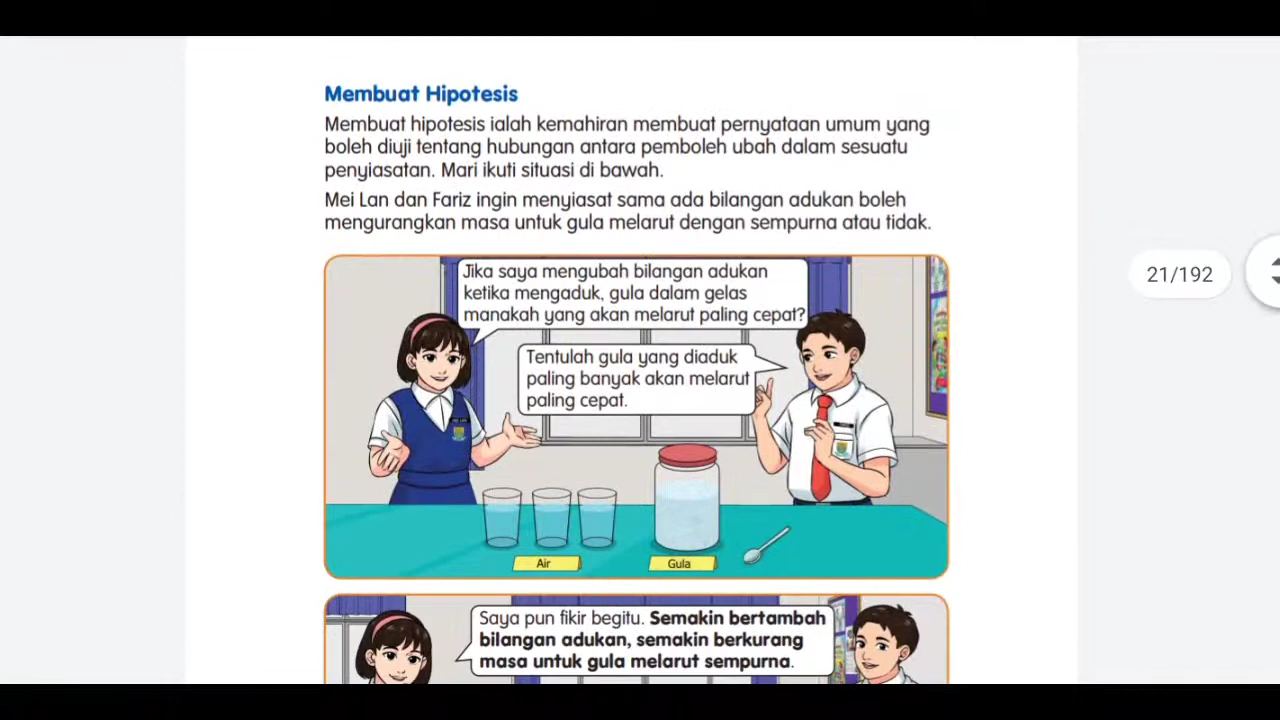 Membuat Hipotesis
Membuat hipotesis ialah kemahiran membuat pernyataan umum yang
boleh diuji tentang hubungan antara pemboleh ubah dalam sesuatu
penyiasatan. Mari ikuti situasi di bawah.
Mei Lan dan Fariz ingin menyiasat sama ada bilangan adukan boleh
mengurangkan masa untuk gula melarut dengan sempurna atau tidak.
Jika saya mengubah bilangan adukan
ketika mengaduk, gula dalam gelas
manakah yang akan melarut paling cepat?
Tentulah gula yang diaduk
paling banyak akan melarut
paling cepat.
Air
Gula
21/192
Saya pun fikir begitu. Semakin bertambah
bilangan adukan, semakin berkurang
masa untuk gula melarut sempurna.